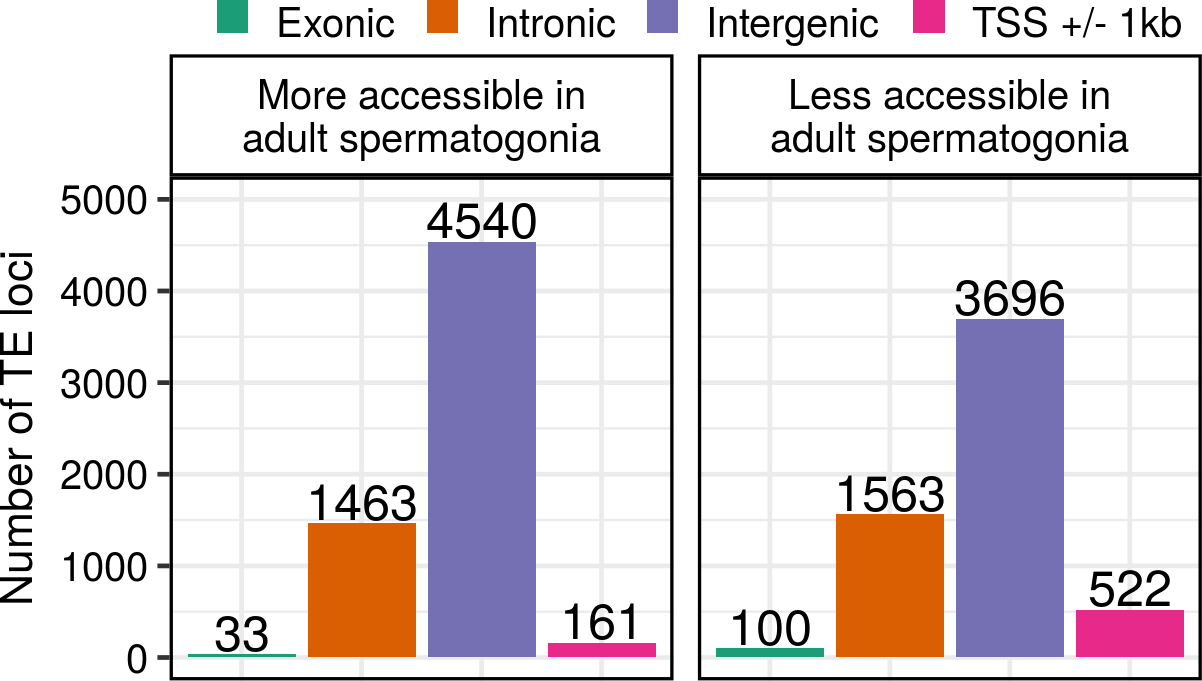 Exonic Intronic Intergenic TSS +/- 1kb
More accessible in
adult spermatogonia
Less accessible in
adult spermatogonia
Number of TE loci
5000
4000
3000
2000
1000
0
33
1463
4540
161
100
1563
3696
522